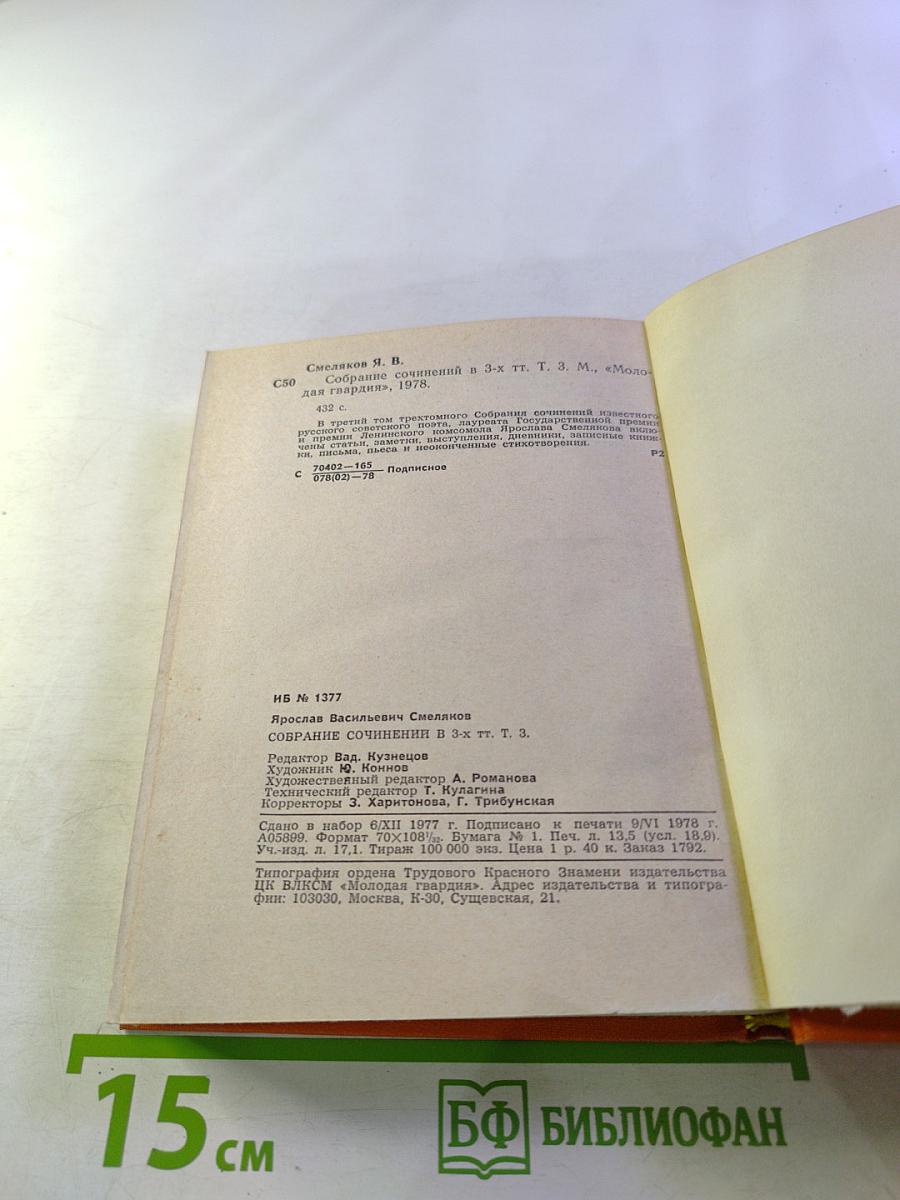 Смеляков Я. В.
С50 Собрание сочинений в 3-х тт. Т. 3. М., «Моло-
дая гвардия», 1978.
432 с.
В третий том трехтомного Собрания сочинений известного
русского советского поэта, лауреата Государственной премии
и премии Ленинского комсомола Ярослава Смелякова вклю-
чены статьи, заметки, выступления, дневники, записные книж-
ки, письма, пьеса и неоконченные стихотворения.
Р2
С 70402—165
078(02)—78 Подписное
ИБ № 1377
Ярослав Васильевич Смеляков
СОБРАНИЕ СОЧИНЕНИЙ В 3-х тт. Т. 3.
Редактор Вад. Кузнецов
Художник Ю. Коннов
Художественный редактор А. Романова
Технический редактор Т. Кулагина
Корректоры З. Харитонова, Г. Трибунская
Сдано в набор 6/XII 1977 г. Подписано к печати 9/VI 1978 г.
А05899. Формат 70×108 1/32. Бумага № 1. Печ. л. 13,5 (усл. 18,9).
Уч.-изд. л. 17,1. Тираж 100 000 экз. Цена 1 р. 40 к. Заказ 1792.
Типография ордена Трудового Красного Знамени издательства
ЦК ВЛКСМ «Молодая гвардия». Адрес издательства и типогра-
фии: 103030, Москва, К-30, Сущевская, 21.
15 см
БФ БИБЛИОФАН